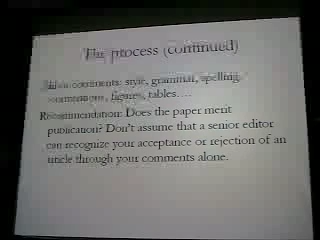 The process (continued)
comments: style, grammar, spelling,
figures, tables….
Recommendation: Does the paper merit
publication? Don't assume that a senior editor
can recognize your acceptance or rejection of an
article through your comments alone.